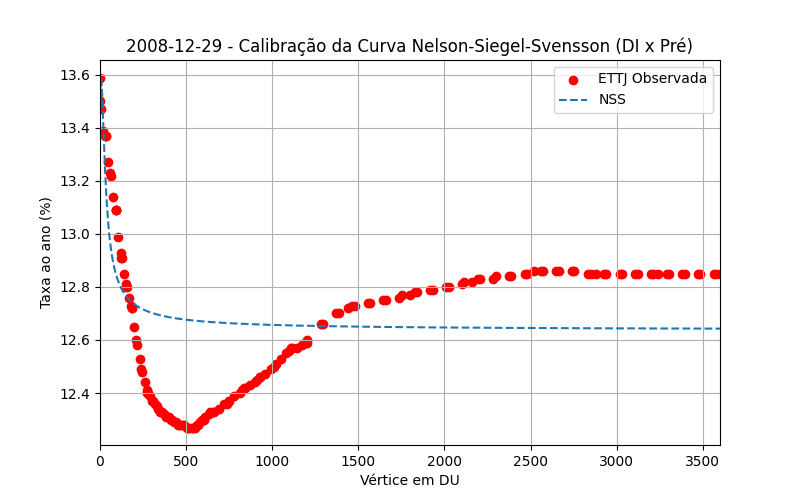 2008-12-29 - Calibração da Curva Nelson-Siegel-Svensson (DI x Pré)
ETTJ Observada
NSS
Taxa ao ano (%)
13.6
13.4
13.2
13.0
12.8
12.6
12.4
0 500 1000 1500 2000 2500 3000 3500
Vértice em DU